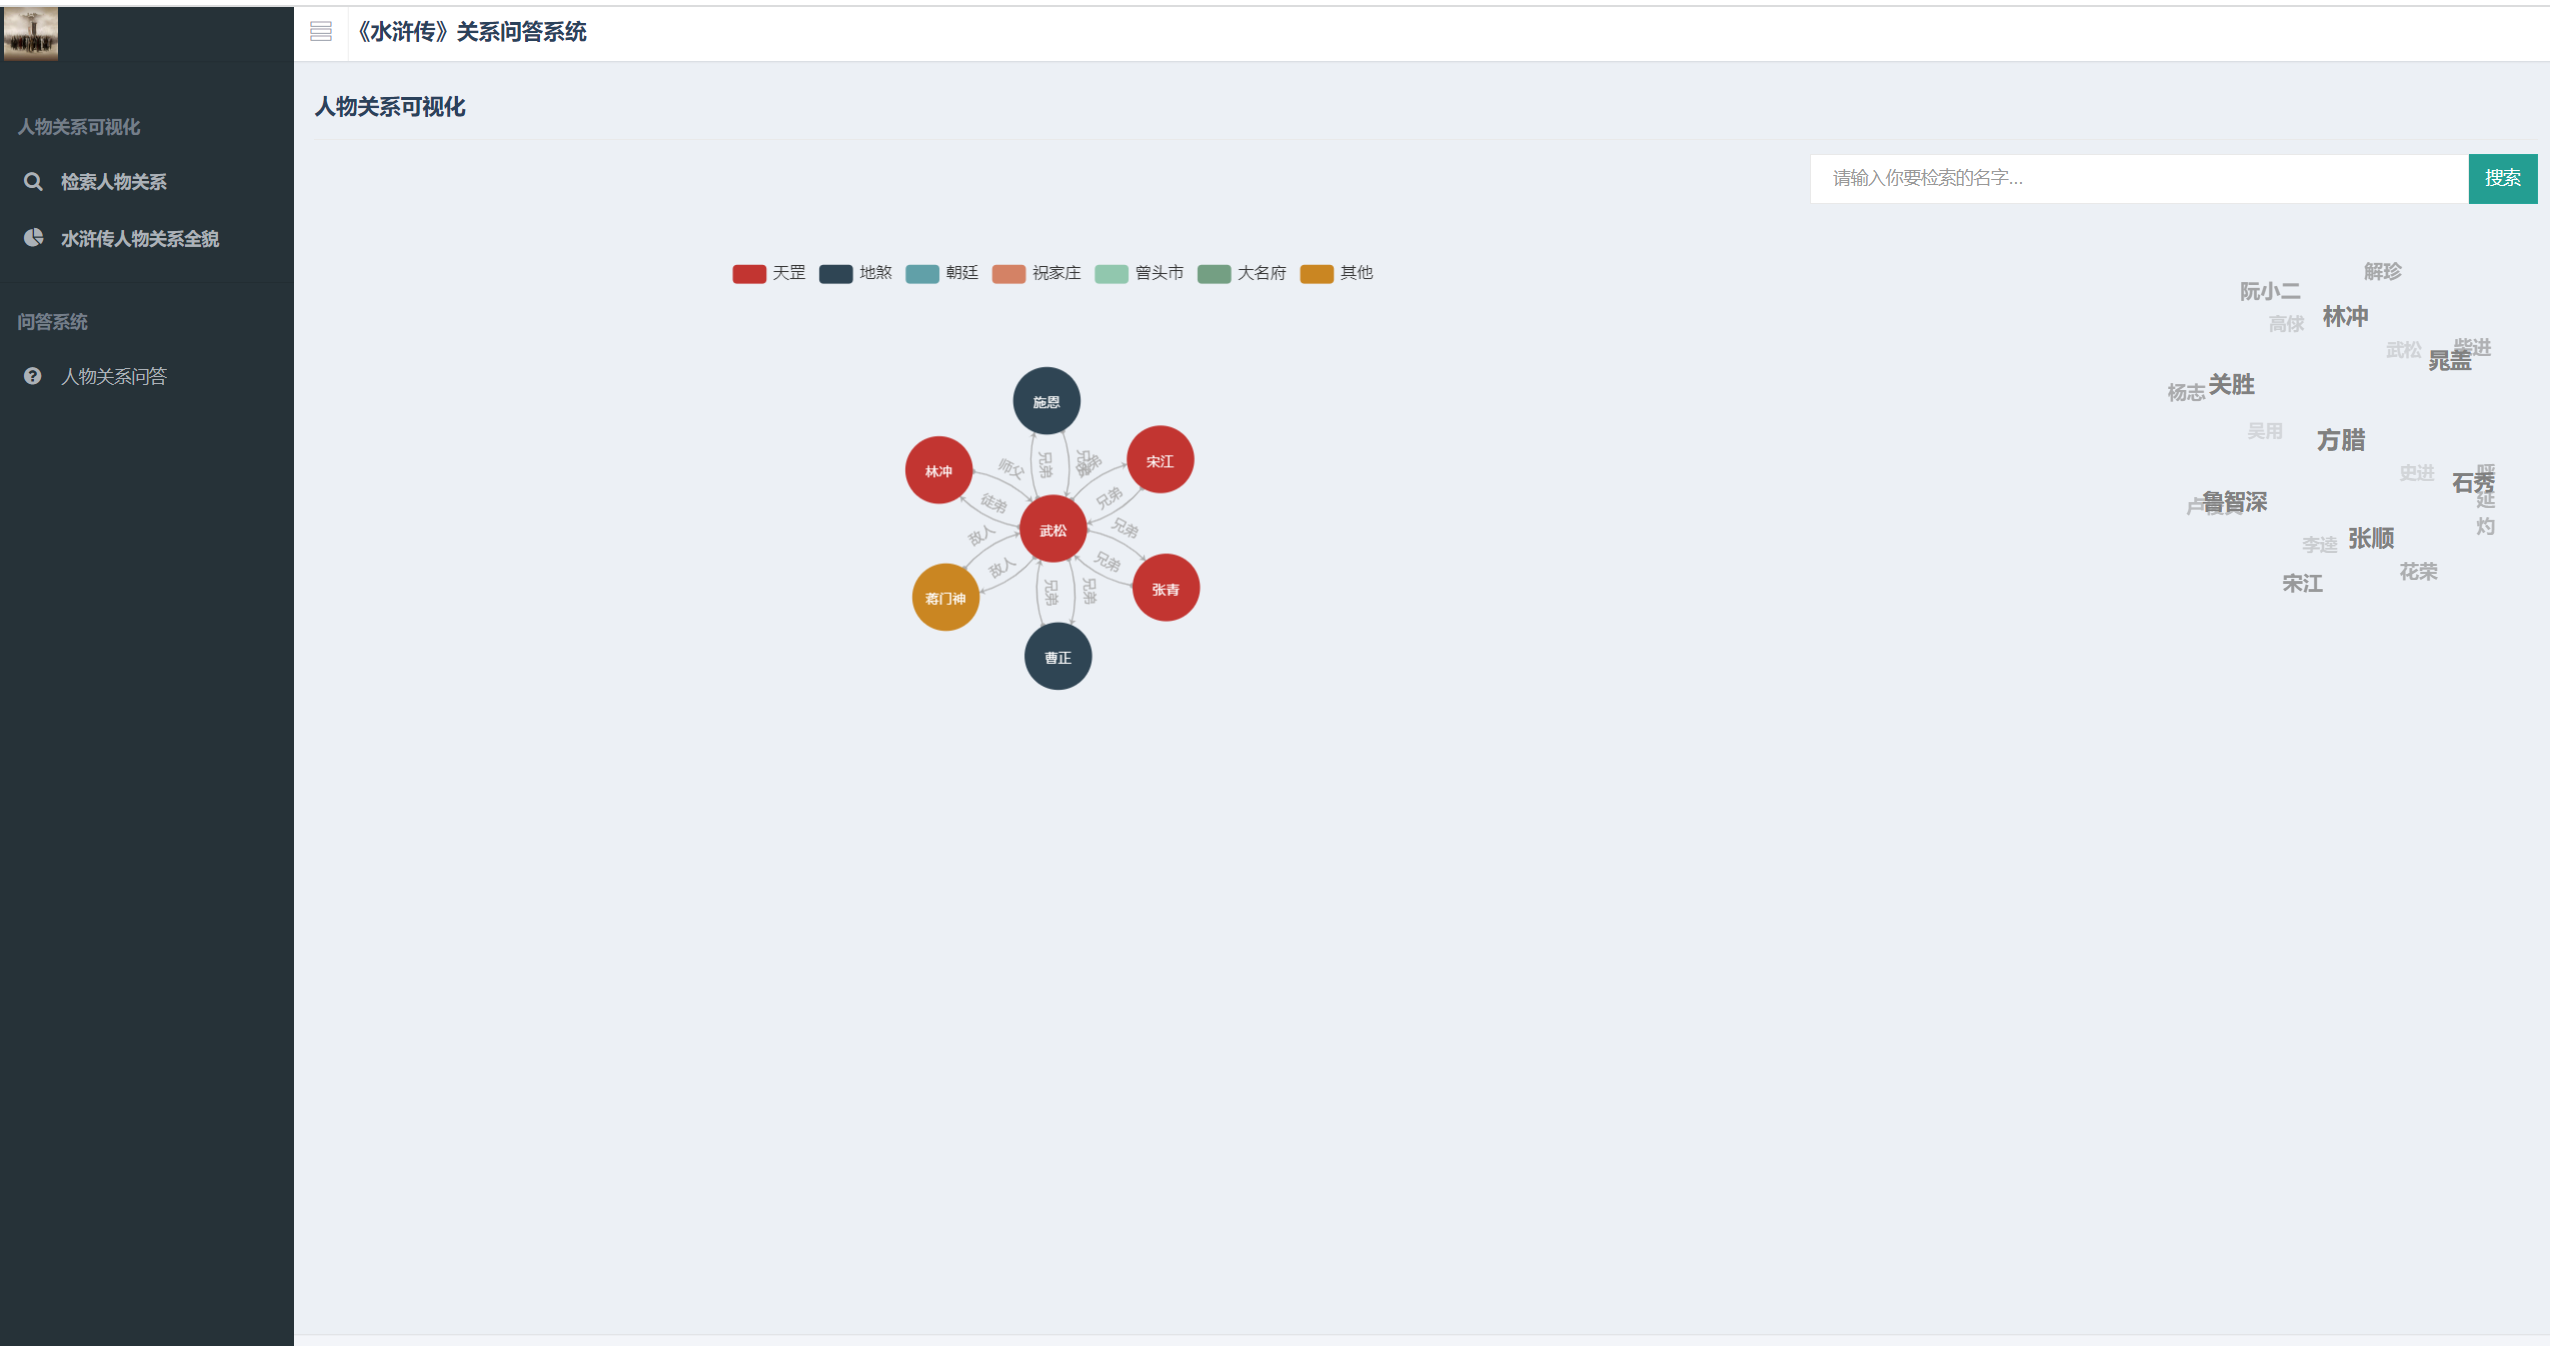 《水浒传》关系问答系统
人物关系可视化
检索人物关系
水浒传人物关系全貌
问答系统
人物关系问答
人物关系可视化
请输入你要检索的名字...
搜索
天罡
地煞
朝廷
祝家庄
曾头市
大名府
其他
施恩
林冲
宋江
武松
蒋门神
张青
曹正
师父
徒弟
兄弟
兄弟
兄弟
兄弟
兄弟
兄弟
兄弟
兄弟
敌人
敌人
解珍
阮小二
林冲
高俅
武松
柴进
晁盖
关胜
杨志
吴用
方腊
史进
石秀
呼延灼
鲁智深
张顺
李逵
花荣
宋江